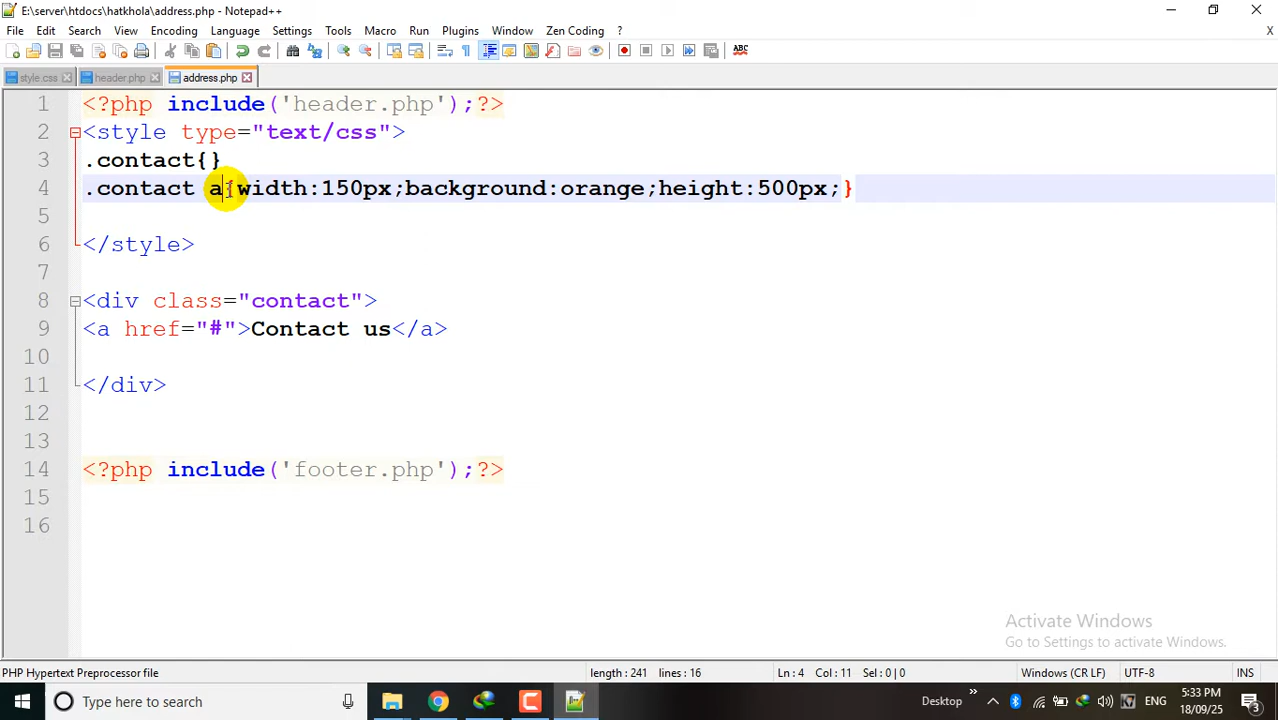 E:\server\htdocs\hatkhola\address.php - Notepad++
File Edit Search View Encoding Language Settings Tools Macro Run Plugins Window Zen Coding ? X
ABC
style.css header.php address.php
1 <?php include('header.php');?>
2 <style type="text/css">
3 .contact{}
4 .contact a{width:150px;background:orange;height:500px;}
5
6 </style>
7
8 <div class="contact">
9 <a href="#">Contact us</a>
10
11 </div>
12
13
14 <?php include('footer.php');?>
15
16
Activate Windows
Go to Settings to activate Windows.
PHP Hypertext Preprocessor file length : 241 lines : 16 Ln : 4 Col : 11 Sel : 0 | 0 Windows (CR LF) UTF-8 INS
Type here to search Desktop » ENG 5:33 PM 18/09/25 3